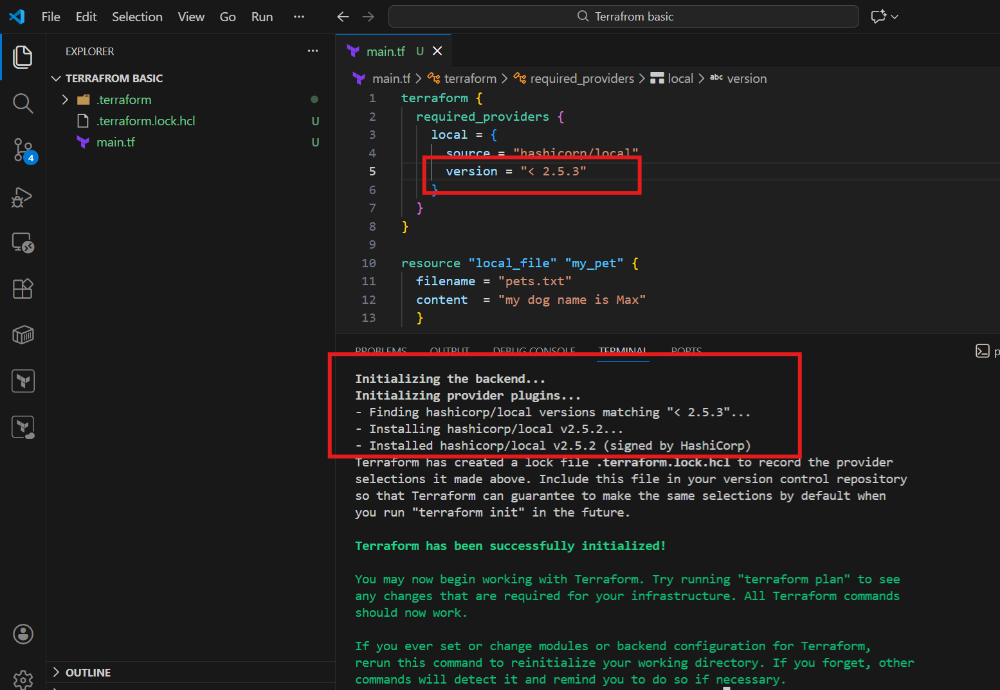 File Edit Selection View Go Run ···
Terrafrom basic
EXPLORER ···
TERRAFROM BASIC
.terraform
.terraform.lock.hcl U
main.tf U
4
OUTLINE
main.tf U
main.tf > terraform > required_providers > local > abc version
1 terraform {
2 required_providers {
3 local = {
4 source = "hashicorp/local"
5 version = "< 2.5.3"
6 }
7 }
8 }
9
10 resource "local_file" "my_pet" {
11 filename = "pets.txt"
12 content = "my dog name is Max"
13 }
PROBLEMS OUTPUT DEBUG CONSOLE TERMINAL PORTS
Initializing the backend...
Initializing provider plugins...
- Finding hashicorp/local versions matching "< 2.5.3"...
- Installing hashicorp/local v2.5.2...
- Installed hashicorp/local v2.5.2 (signed by HashiCorp)
Terraform has created a lock file .terraform.lock.hcl to record the provider
selections it made above. Include this file in your version control repository
so that Terraform can guarantee to make the same selections by default when
you run "terraform init" in the future.
Terraform has been successfully initialized!
You may now begin working with Terraform. Try running "terraform plan" to see
any changes that are required for your infrastructure. All Terraform commands
should now work.
If you ever set or change modules or backend configuration for Terraform,
rerun this command to reinitialize your working directory. If you forget, other
commands will detect it and remind you to do so if necessary.